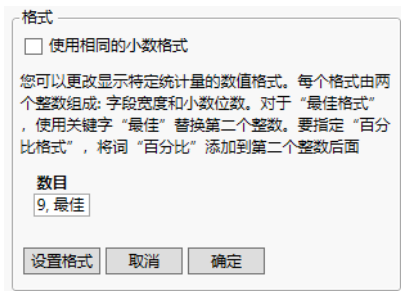 格式
使用相同的小数格式
您可以更改显示特定统计量的数值格式。每个格式由两
个整数组成: 字段宽度和小数位数。对于“最佳格式”
，使用关键字“最佳”替换第二个整数。要指定“百分
比格式”，将词“百分比”添加到第二个整数后面
数目
9, 最佳
设置格式 取消 确定